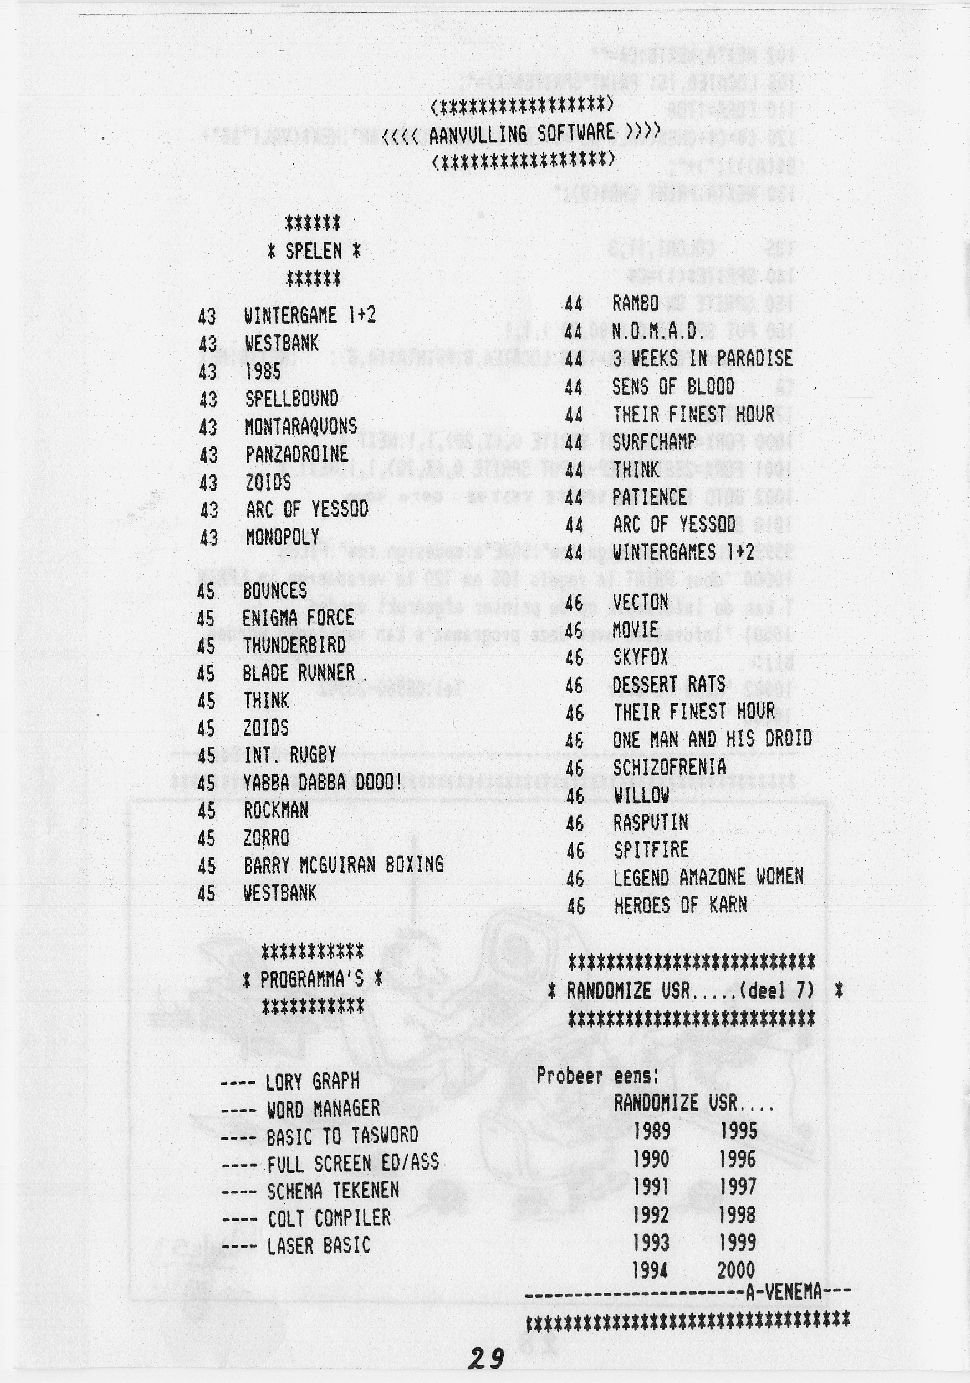 <*****************>
<<<< AANVULLING SOFTWARE >>>>
<*****************>
******
* SPELEN *
******
43 WINTERGAME 1+2
43 WESTBANK
43 1985
43 SPELLBOUND
43 MONTARAQUONS
43 PANZADROINE
43 ZOIDS
43 ARC OF YESSOD
43 MONOPOLY
44 RAMBO
44 N.O.M.A.D.
44 3 WEEKS IN PARADISE
44 SENS OF BLOOD
44 THEIR FINEST HOUR
44 SURFCHAMP
44 THINK
44 PATIENCE
44 ARC OF YESSOD
44 WINTERGAMES 1+2
45 BOUNCES
45 ENIGMA FORCE
45 THUNDERBIRD
45 BLADE RUNNER
45 THINK
45 ZOIDS
45 INT. RUGBY
45 YABBA DABBA DOOO!
45 ROCKMAN
45 ZORRO
45 BARRY MCGUIRAN BOXING
45 WESTBANK
46 VECTON
46 MOVIE
46 SKYFOX
46 DESSERT RATS
46 THEIR FINEST HOUR
46 ONE MAN AND HIS DROID
46 SCHIZOFRENIA
46 WILLOW
46 RASPUTIN
46 SPITFIRE
46 LEGEND AMAZONE WOMEN
46 HEROES OF KARN
***********
* PROGRAMMA'S *
***********
---- LORY GRAPH
---- WORD MANAGER
---- BASIC TO TASWORD
---- FULL SCREEN ED/ASS
---- SCHEMA TEKENEN
---- COLT COMPILER
---- LASER BASIC
**************************
* RANDOMIZE USR.....(deel 7) *
**************************
Probeer eens:
RANDOMIZE USR....
1989 1995
1990 1996
1991 1997
1992 1998
1993 1999
1994 2000
-----------------------A-VENEMA---
**********************************
29